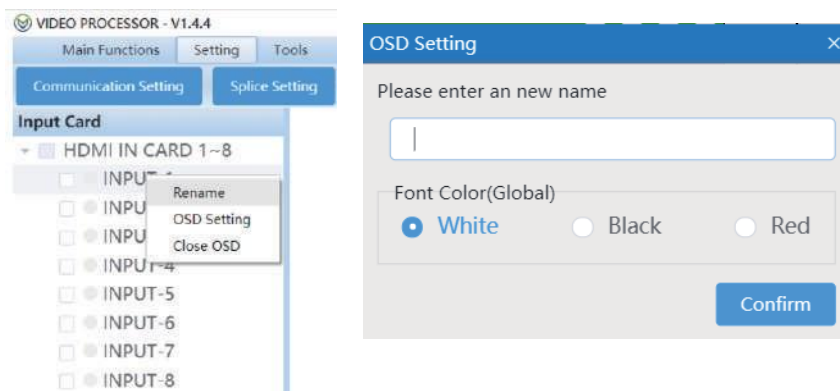 VIDEO PROCESSOR - V1.4.4
Main Functions Setting Tools
Communication Setting Splice Setting
Input Card
HDMI IN CARD 1~8
Rename
OSD Setting
Close OSD
INPUT-4
INPUT-5
INPUT-6
INPUT-7
INPUT-8
OSD Setting
Please enter an new name
Font Color(Global)
White Black Red
Confirm